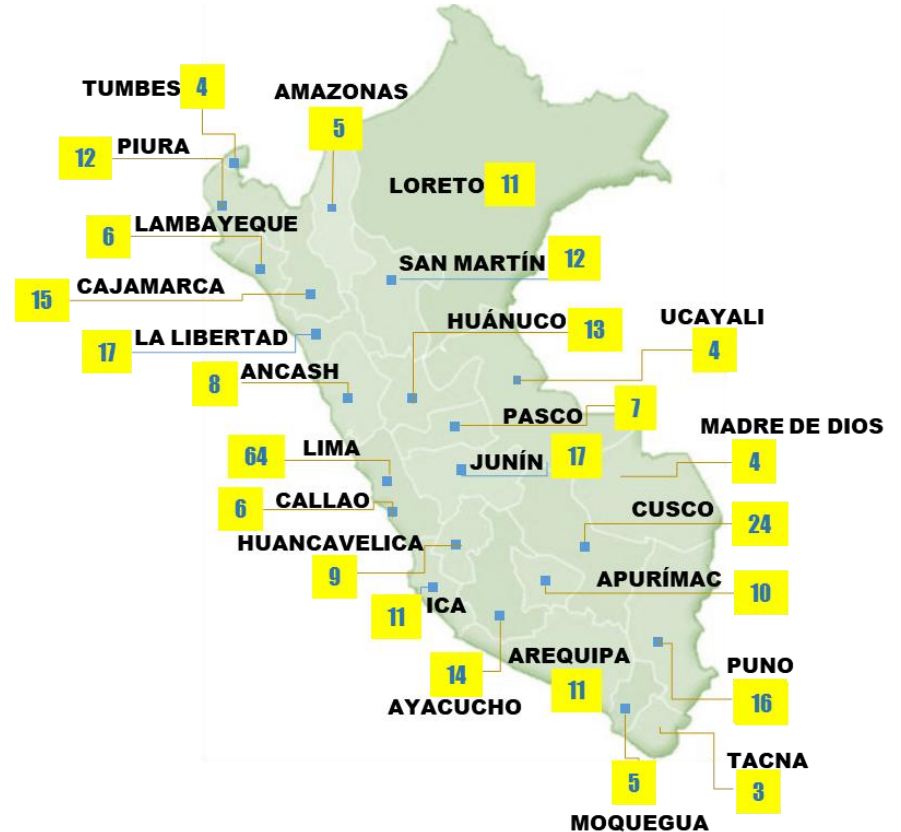 TUMBES 4
AMAZONAS
5
12 PIURA
LORETO 11
6 LAMBAYEQUE
SAN MARTÍN 12
15 CAJAMARCA
HUÁNUCO 13
UCAYALI
4
17 LA LIBERTAD
8 ANCASH
PASCO 7
MADRE DE DIOS
4
64 LIMA
JUNÍN 17
6 CALLAO
CUSCO
24
HUANCAVELICA
9
APURÍMAC 10
11 ICA
AREQUIPA
11
14
AYACUCHO
PUNO
16
TACNA
3
5
MOQUEGUA